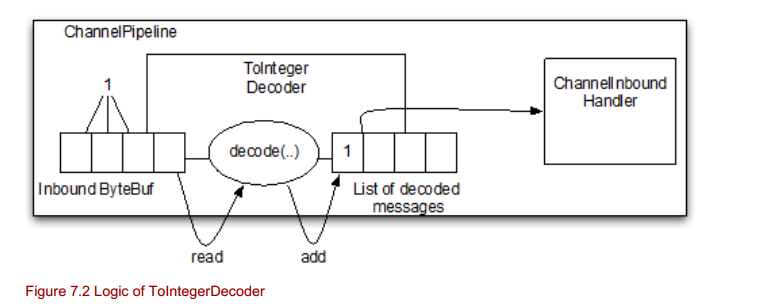 ChannelPipeline
1
ToInteger
Decoder
ChannelInbound
Handler
decode(..)
1
Inbound ByteBuf
List of decoded
messages
read
add
Figure 7.2 Logic of ToIntegerDecoder